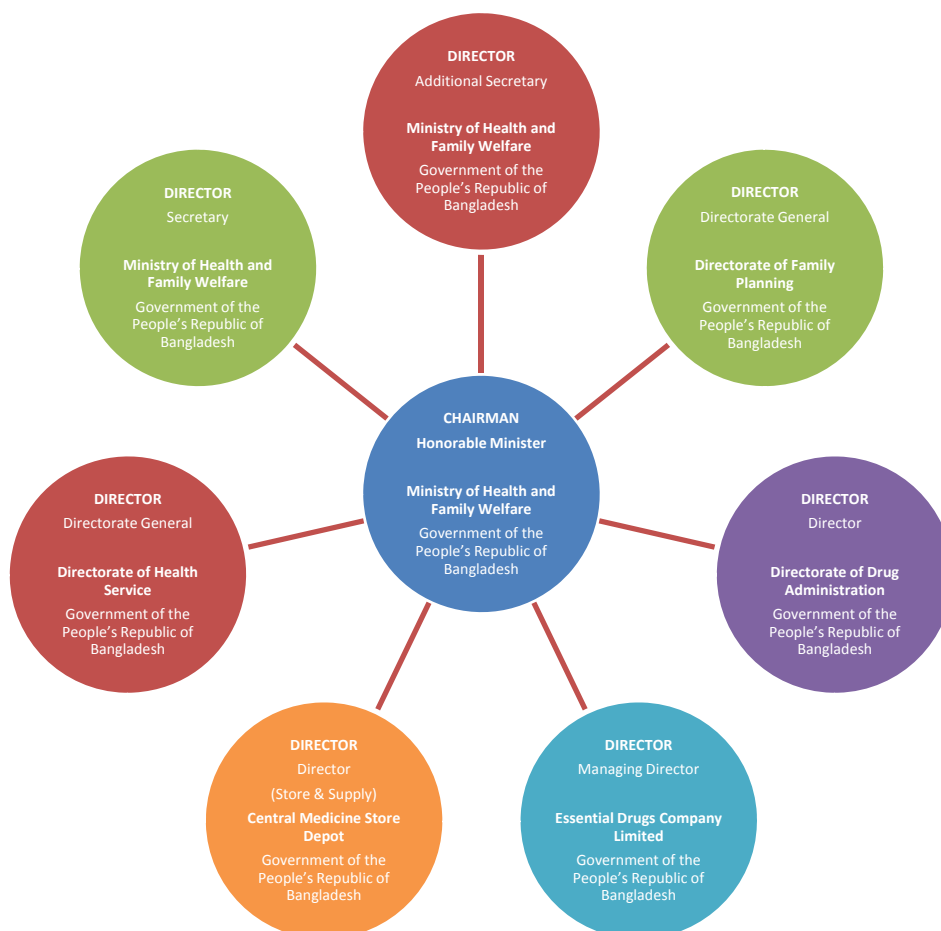 DIRECTOR
Additional Secretary
Ministry of Health and
Family Welfare
Government of the
People’s Republic of
Bangladesh
DIRECTOR
Secretary
Ministry of Health and
Family Welfare
Government of the
People’s Republic of
Bangladesh
DIRECTOR
Directorate General
Directorate of Family
Planning
Government of the
People’s Republic of
Bangladesh
CHAIRMAN
Honorable Minister
Ministry of Health and
Family Welfare
Government of the
People’s Republic of
Bangladesh
DIRECTOR
Directorate General
Directorate of Health
Service
Government of the
People’s Republic of
Bangladesh
DIRECTOR
Director
Directorate of Drug
Administration
Government of the
People’s Republic of
Bangladesh
DIRECTOR
Director
(Store & Supply)
Central Medicine Store
Depot
Government of the
People’s Republic of
Bangladesh
DIRECTOR
Managing Director
Essential Drugs Company
Limited
Government of the
People’s Republic of
Bangladesh